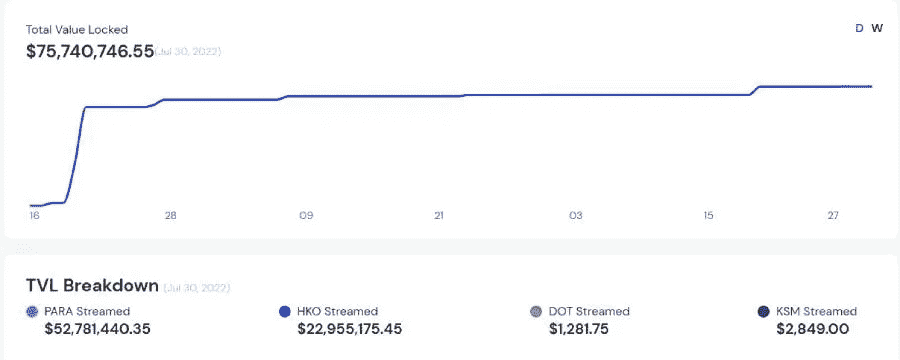 Total Value Locked
D W
$75,740,746.55 (Jul 30, 2022)
16 28 09 21 03 15 27
TVL Breakdown (Jul 30, 2022)
PARA Streamed HKO Streamed DOT Streamed KSM Streamed
$52,781,440.35 $22,955,175.45 $1,281.75 $2,849.00